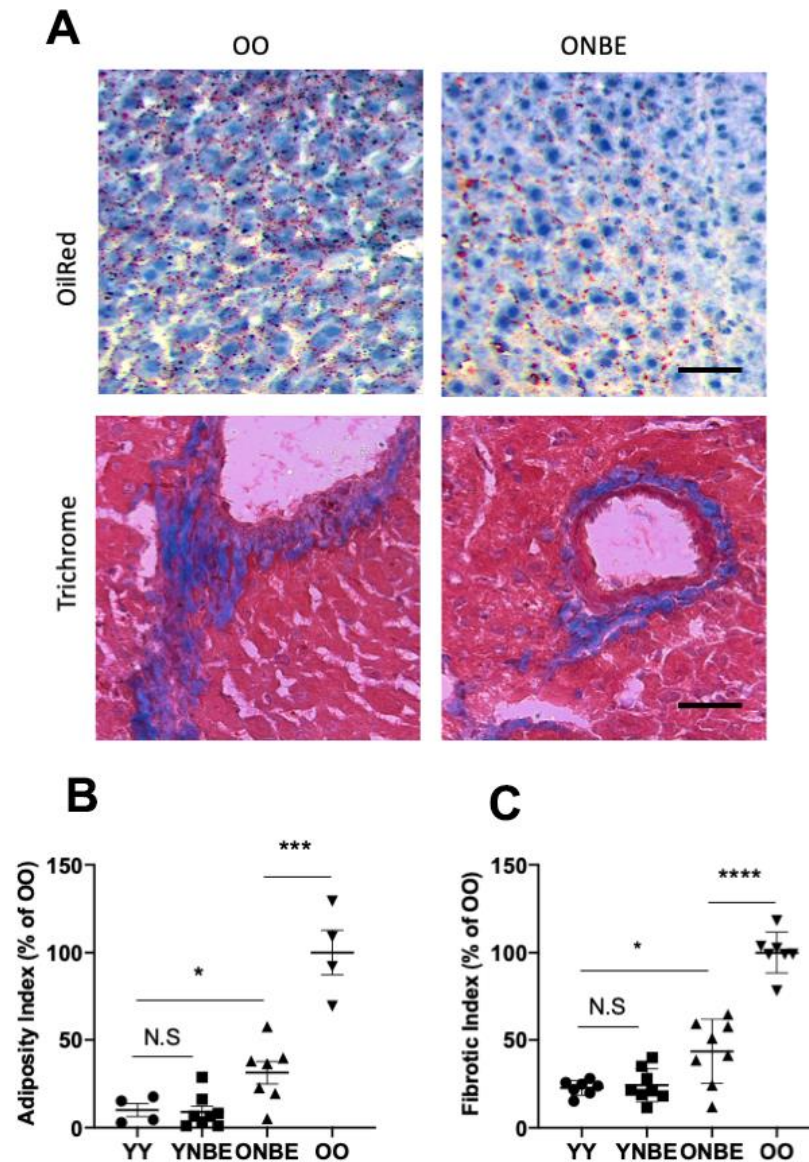 A
OO ONBE
OilRed
Trichrome
B
Adiposity Index (% of OO)
150
100
50
0
***
*
N.S
YY YNBE ONBE OO
C
Fibrotic Index (% of OO)
150
100
50
0
****
*
N.S
YY YNBE ONBE OO